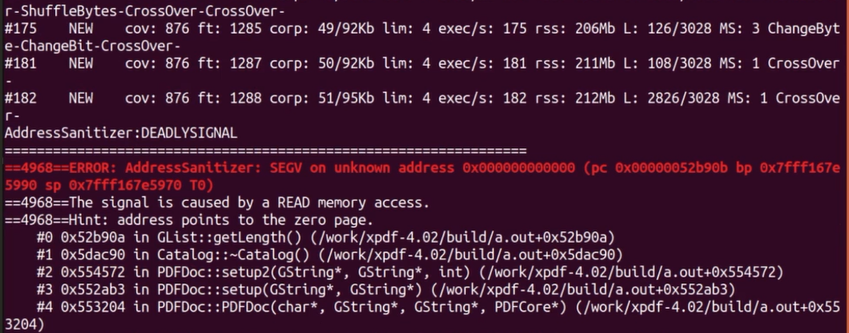 r-ShuffleBytes-CrossOver-CrossOver-
#175    NEW    cov: 876 ft: 1285 corp: 49/92Kb lim: 4 exec/s: 175 rss: 206Mb L: 126/3028 MS: 3 ChangeByt
e-ChangeBit-CrossOver-
#181    NEW    cov: 876 ft: 1287 corp: 50/92Kb lim: 4 exec/s: 181 rss: 211Mb L: 108/3028 MS: 1 CrossOver
-
#182    NEW    cov: 876 ft: 1288 corp: 51/95Kb lim: 4 exec/s: 182 rss: 212Mb L: 2826/3028 MS: 1 CrossOve
r-
AddressSanitizer:DEADLYSIGNAL
=================================================================
==4968==ERROR: AddressSanitizer: SEGV on unknown address 0x000000000000 (pc 0x00000052b90b bp 0x7fff167e
5990 sp 0x7fff167e5970 T0)
==4968==The signal is caused by a READ memory access.
==4968==Hint: address points to the zero page.
    #0 0x52b90a in GList::getLength() (/work/xpdf-4.02/build/a.out+0x52b90a)
    #1 0x5dac90 in Catalog::~Catalog() (/work/xpdf-4.02/build/a.out+0x5dac90)
    #2 0x554572 in PDFDoc::setup2(GString*, GString*, int) (/work/xpdf-4.02/build/a.out+0x554572)
    #3 0x552ab3 in PDFDoc::setup(GString*, GString*) (/work/xpdf-4.02/build/a.out+0x552ab3)
    #4 0x553204 in PDFDoc::PDFDoc(char*, GString*, GString*, PDFCore*) (/work/xpdf-4.02/build/a.out+0x55
3204)